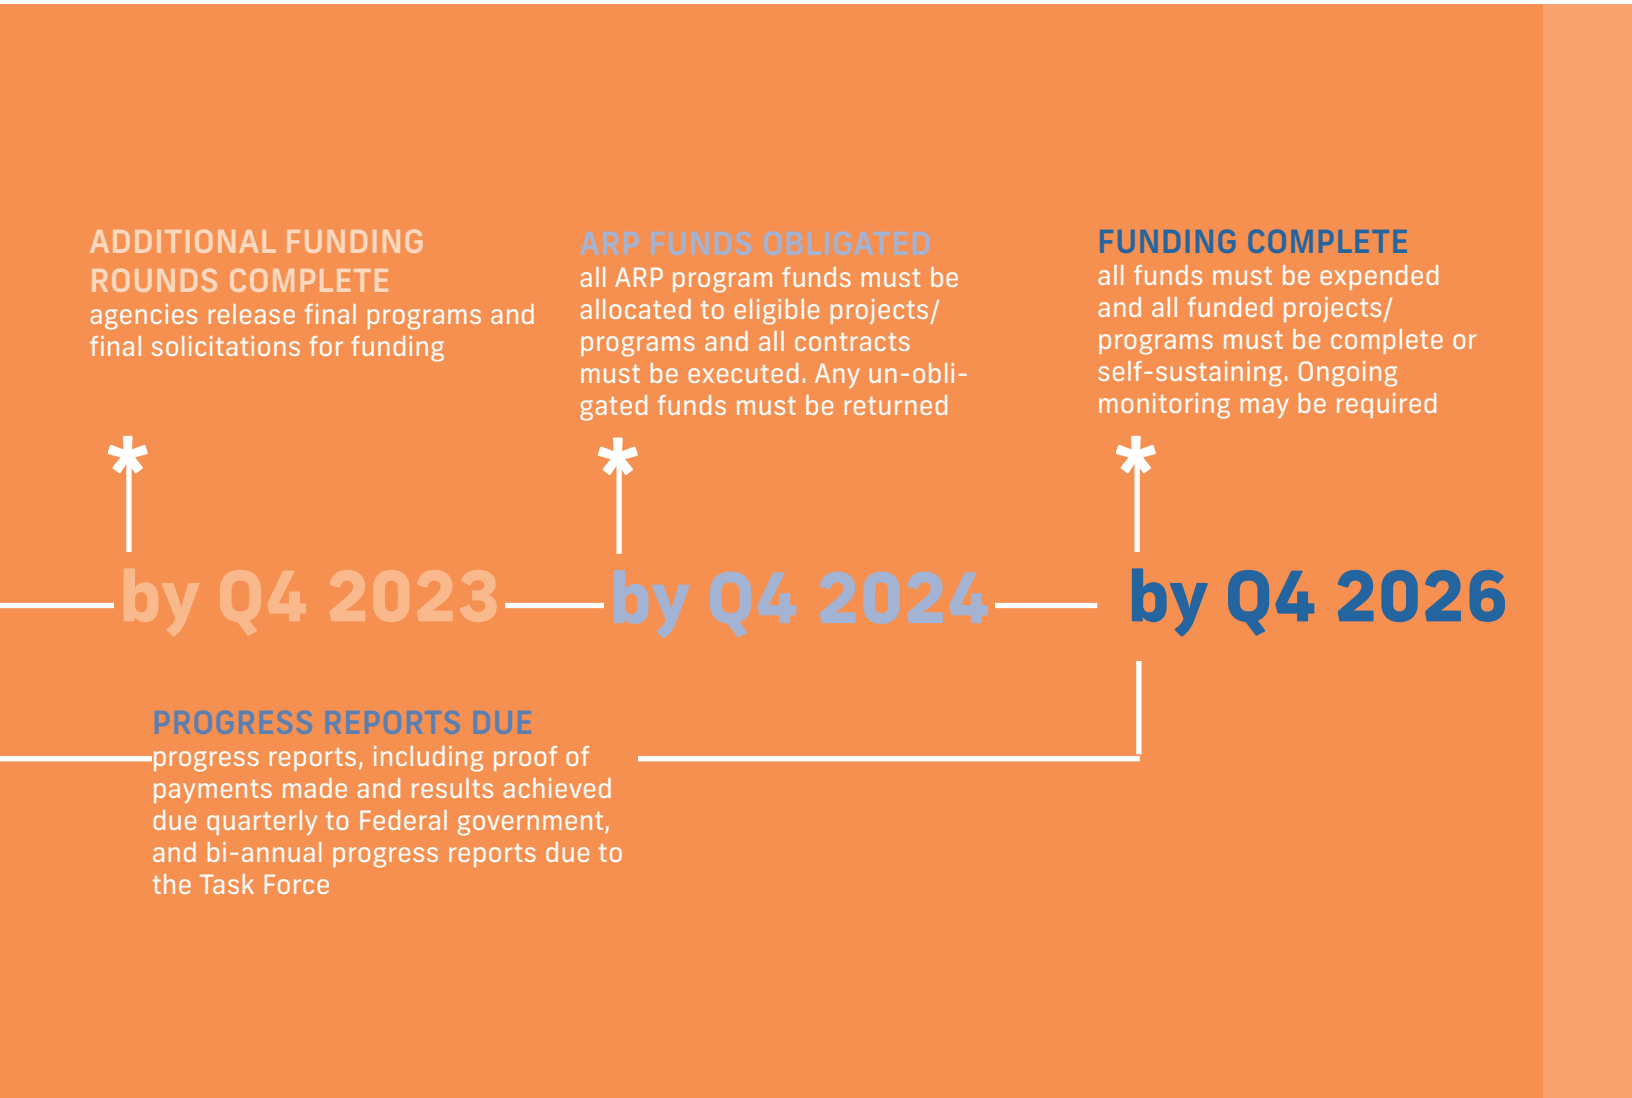 ADDITIONAL FUNDING
ROUNDS COMPLETE
agencies release final programs and
final solicitations for funding
ARP FUNDS OBLIGATED
all ARP program funds must be
allocated to eligible projects/
programs and all contracts
must be executed. Any un-obli-
gated funds must be returned
FUNDING COMPLETE
all funds must be expended
and all funded projects/
programs must be complete or
self-sustaining. Ongoing
monitoring may be required
*
*
*
by Q4 2023
by Q4 2024
by Q4 2026
PROGRESS REPORTS DUE
progress reports, including proof of
payments made and results achieved
due quarterly to Federal government,
and bi-annual progress reports due to
the Task Force